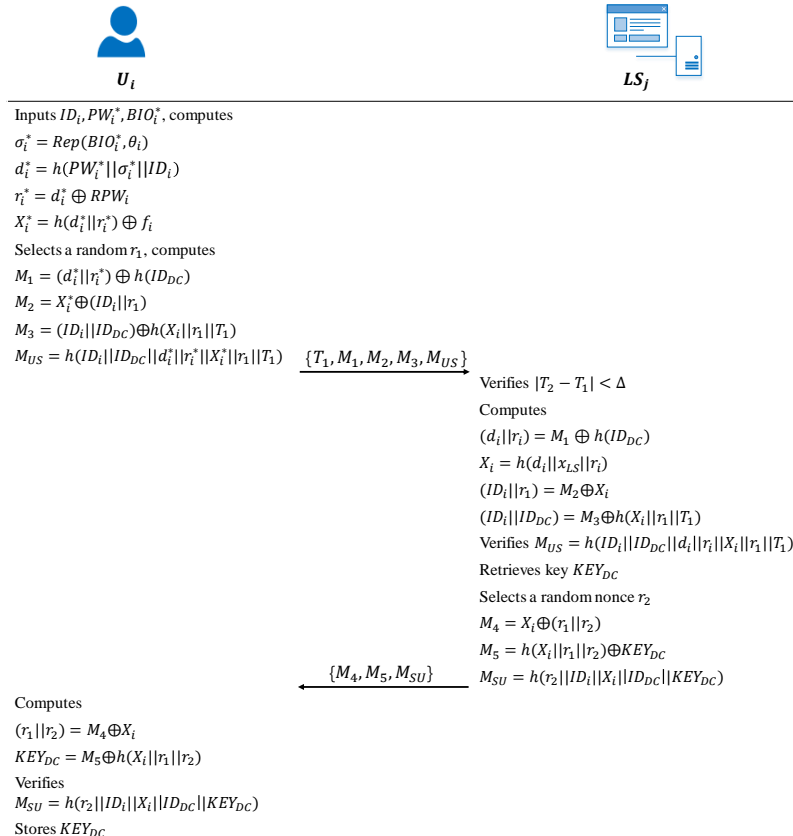 U_i
LS_j
Inputs ID_i, PW_i^*, BIO_i^*, computes
σ_i^* = Rep(BIO_i^*, θ_i)
d_i^* = h(PW_i^*||σ_i^*||ID_i)
r_i^* = d_i^* ⊕ RPW_i
X_i^* = h(d_i^*||r_i^*) ⊕ f_i
Selects a random r_1, computes
M_1 = (d_i^*||r_i^*) ⊕ h(ID_DC)
M_2 = X_i^*⊕(ID_i||r_1)
M_3 = (ID_i||ID_DC)⊕h(X_i||r_1||T_1)
M_US = h(ID_i||ID_DC||d_i^*||r_i^*||X_i^*||r_1||T_1)
{T_1, M_1, M_2, M_3, M_US}
Verifies |T_2 − T_1| < Δ
Computes
(d_i||r_i) = M_1 ⊕ h(ID_DC)
X_i = h(d_i||x_LS||r_i)
(ID_i||r_1) = M_2⊕X_i
(ID_i||ID_DC) = M_3⊕h(X_i||r_1||T_1)
Verifies M_US = h(ID_i||ID_DC||d_i||r_i||X_i||r_1||T_1)
Retrieves key KEY_DC
Selects a random nonce r_2
M_4 = X_i⊕(r_1||r_2)
M_5 = h(X_i||r_1||r_2)⊕KEY_DC
M_SU = h(r_2||ID_i||X_i||ID_DC||KEY_DC)
{M_4, M_5, M_SU}
Computes
(r_1||r_2) = M_4⊕X_i
KEY_DC = M_5⊕h(X_i||r_1||r_2)
Verifies
M_SU = h(r_2||ID_i||X_i||ID_DC||KEY_DC)
Stores KEY_DC